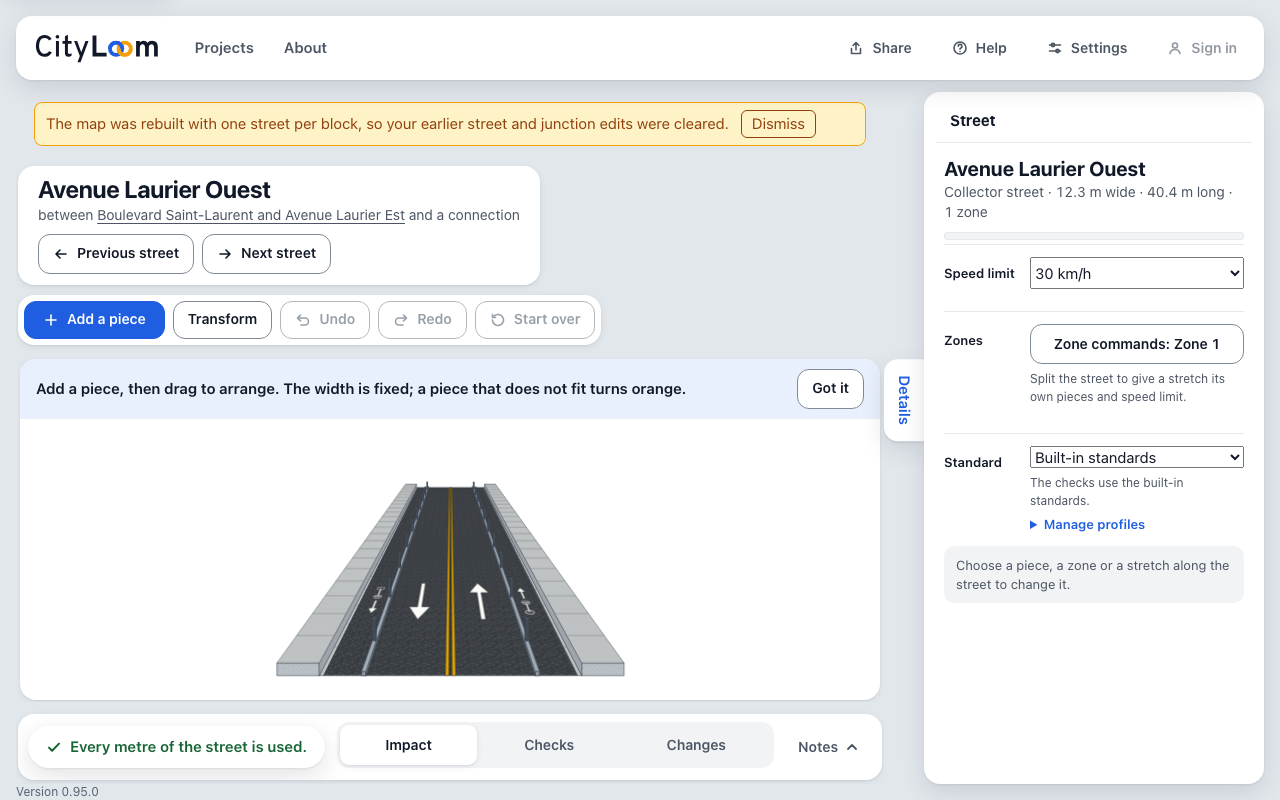 CityLoom
Projects
About
Share
Help
Settings
Sign in
The map was rebuilt with one street per block, so your earlier street and junction edits were cleared.
Dismiss
Avenue Laurier Ouest
between Boulevard Saint-Laurent and Avenue Laurier Est and a connection
Previous street
Next street
Add a piece
Transform
Undo
Redo
Start over
Add a piece, then drag to arrange. The width is fixed; a piece that does not fit turns orange.
Got it
Details
Every metre of the street is used.
Impact
Checks
Changes
Notes
Version 0.95.0
Street
Avenue Laurier Ouest
Collector street · 12.3 m wide · 40.4 m long ·
1 zone
Speed limit
30 km/h
Zones
Zone commands: Zone 1
Split the street to give a stretch its
own pieces and speed limit.
Standard
Built-in standards
The checks use the built-in
standards.
Manage profiles
Choose a piece, a zone or a stretch along the
street to change it.